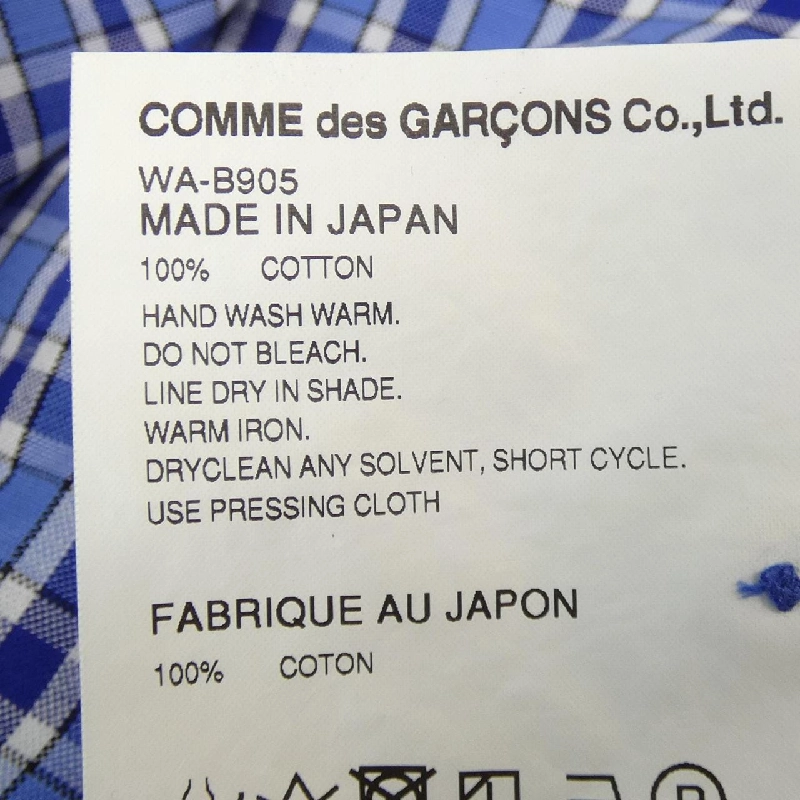 COMME des GARÇONS Co.,Ltd.
WA-B905
MADE IN JAPAN
100% COTTON
HAND WASH WARM.
DO NOT BLEACH.
LINE DRY IN SHADE.
WARM IRON.
DRYCLEAN ANY SOLVENT, SHORT CYCLE.
USE PRESSING CLOTH
FABRIQUE AU JAPON
100% COTON
P